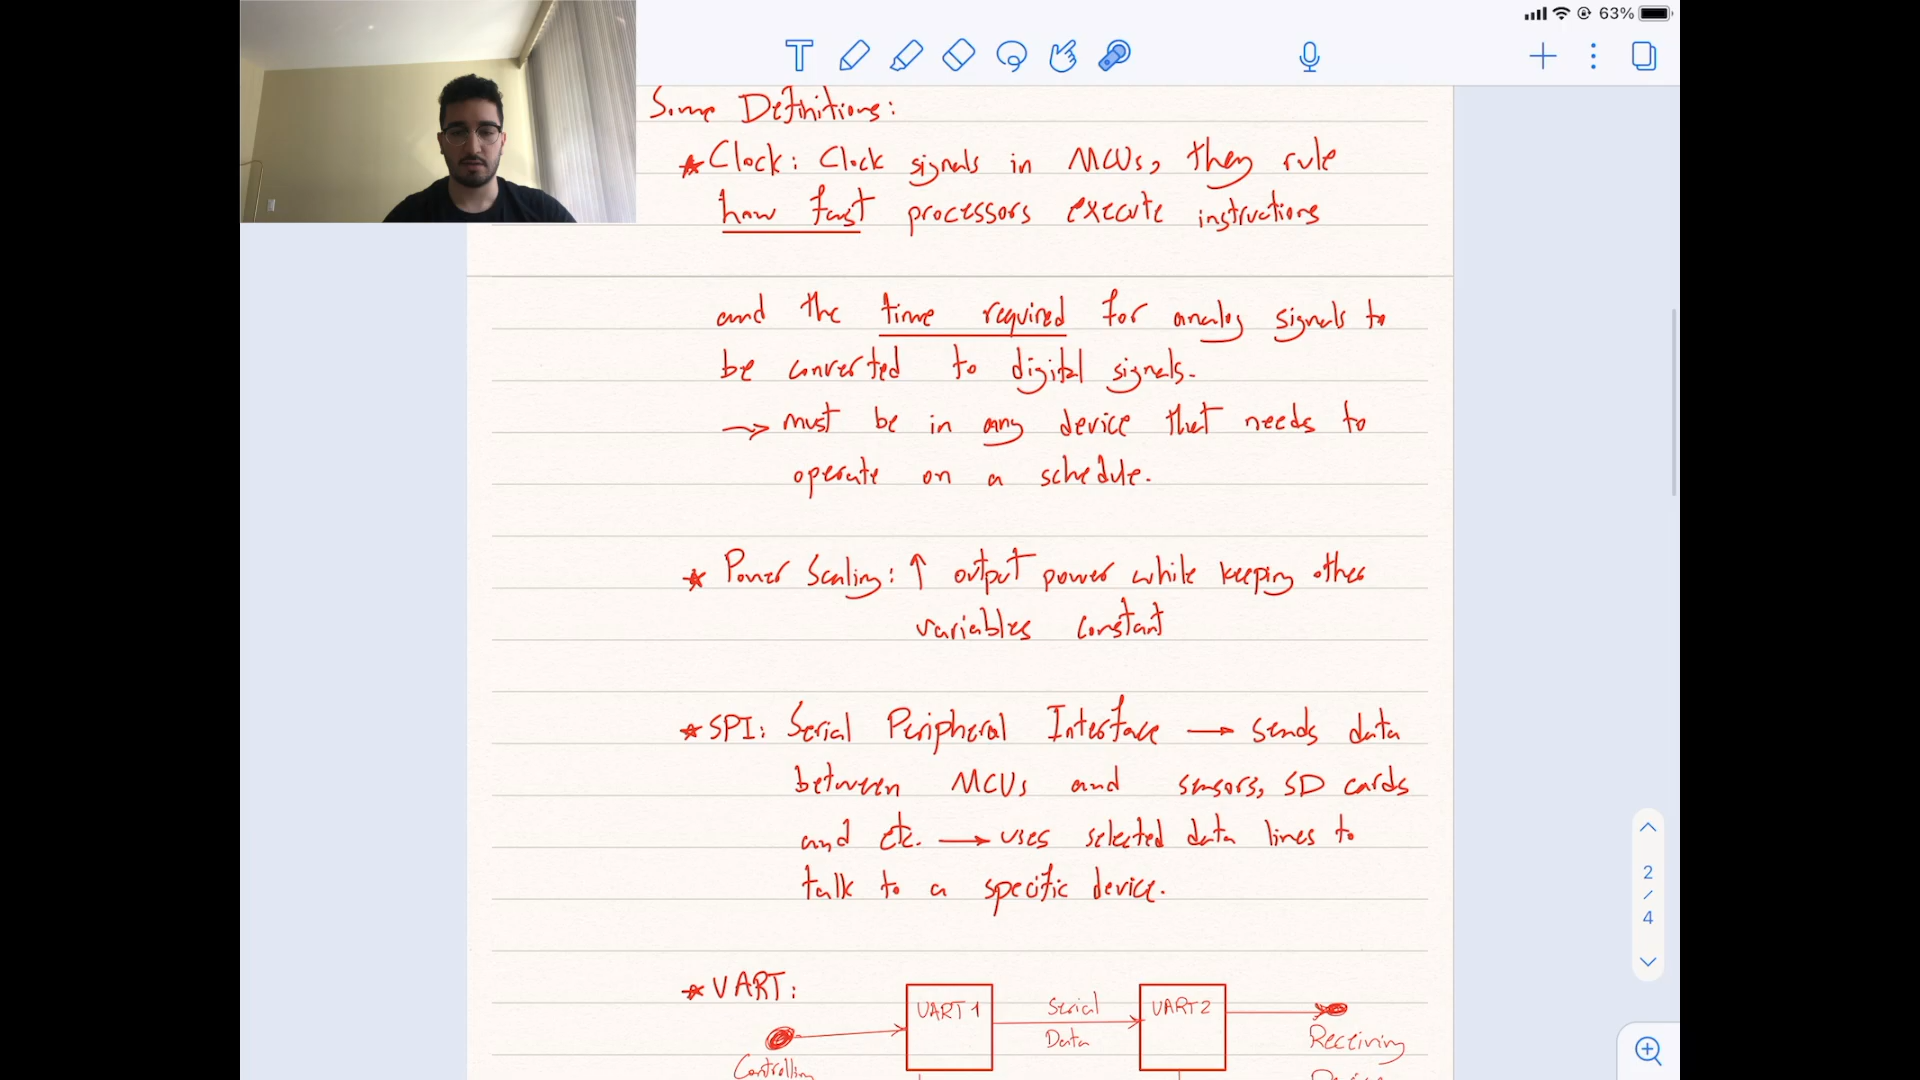 63%
Some Definitions:
* Clock: Clock signals in MCUs, they rule
how fast processors execute instructions
and the time required for analog signals to
be converted to digital signals.
→ must be in any device that needs to
operate on a schedule.
* Power Scaling: ↑ output power while keeping other
variables constant
* SPI: Serial Peripheral Interface → sends data
between MCUs and sensors, SD cards
and etc. → uses selected data lines to
talk to a specific device.
* UART:
UART1 Serial Data UART2
Controlling
Receiving
Device
2 / 4